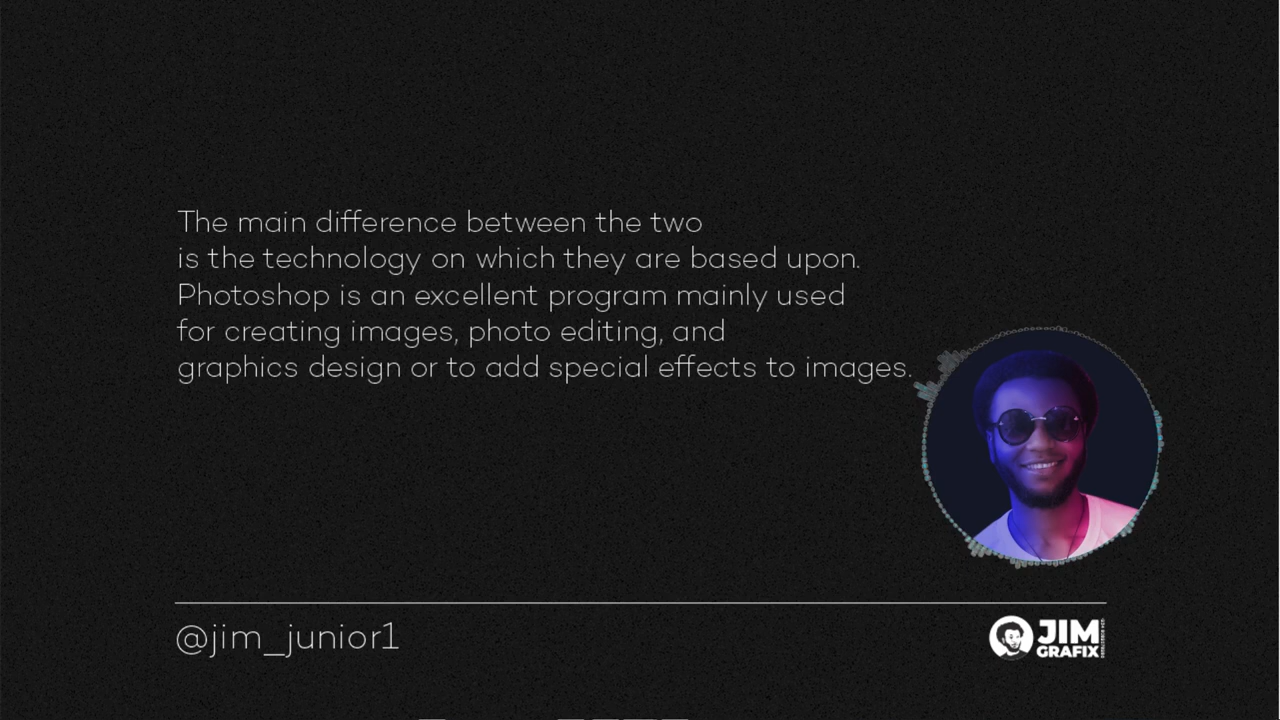 The main difference between the two
is the technology on which they are based upon.
Photoshop is an excellent program mainly used
for creating images, photo editing, and
graphics design or to add special effects to images.
@jim_junior1
JIM
GRAFIX